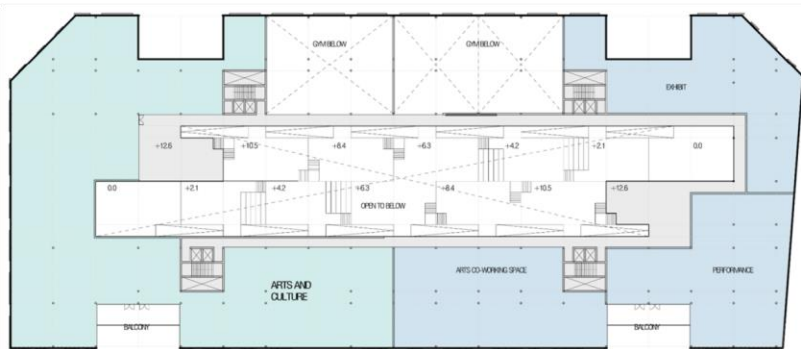 GYM BELOW
GYM BELOW
EXHIBIT
+12.6 +10.5 +8.4 +6.3 +4.2 +2.1 0.0
0.0 +2.1 +4.2 +6.3 +8.4 +10.5 +12.6
OPEN TO BELOW
ARTS CO-WORKING SPACE
PERFORMANCE
ARTS AND
CULTURE
BALCONY
BALCONY